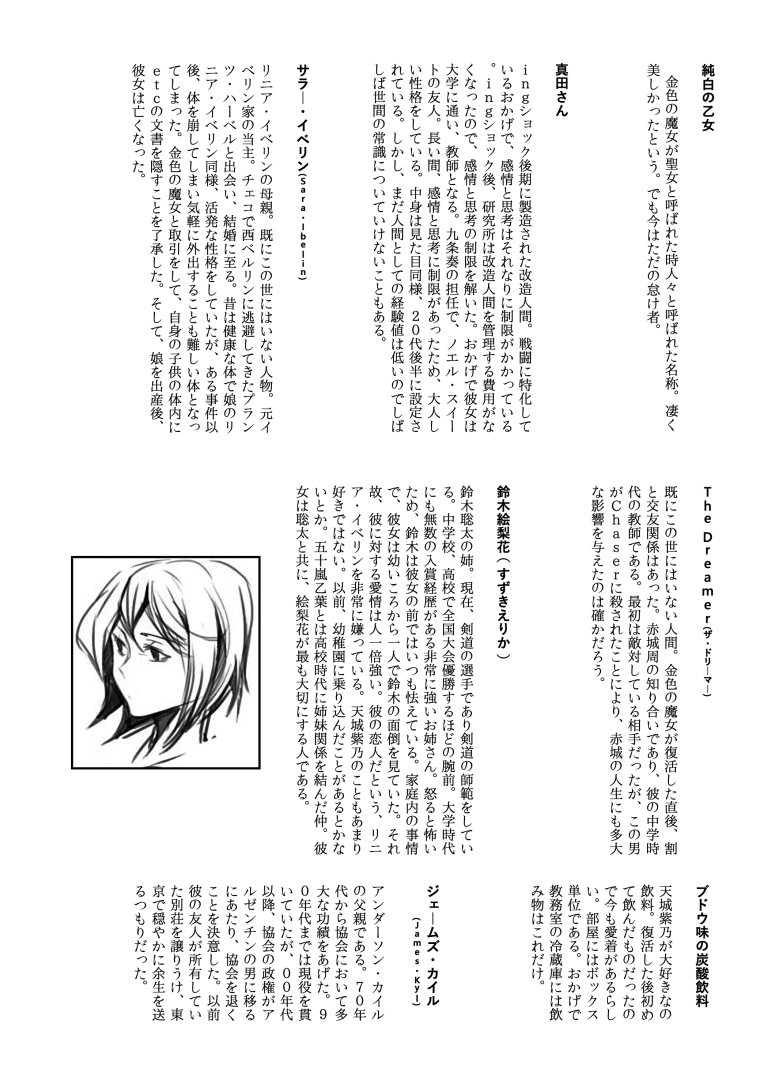 純白の乙女
金色の魔女が聖女と呼ばれた時人々と呼ばれた名称。凄く
美しかったという。でも今はただの怠け者。
真田さん
ingショック後期に製造された改造人間。戦闘に特化して
いるおかげで、感情と思考はそれなりに制限がかかっている
。ingショック後、研究所は改造人間を管理する費用がな
くなったので、感情と思考の制限を解いた。おかげで彼女は
大学に通い、教師となる。九条奏の担任で、ノエル・スイー
トの友人。長い間、感情と思考に制限があったため、大人し
い性格をしている。中身は見た目同様、20代後半に設定さ
れている。しかし、まだ人間としての経験値は低いのでしば
しば世間の常識についていけないこともある。
サラー・イベリン(Sara・Ibelin)
リニア・イベリンの母親。既にこの世にはいない人物。元イ
ベリン家の当主。チェコで西ベルリンに逃避してきたプラン
ツ・ハーベルと出会い、結婚に至る。昔は健康な体で娘のリ
ニア・イベリン同様、活発な性格をしていたが、ある事件以
後、体を崩してしまい気軽に外出することも難しい体となっ
てしまった。金色の魔女と取引をして、自身の子供の体内に
etcの文書を隠すことを了承した。そして、娘を出産後、
彼女は亡くなった。
The Dreamer(ザ・ドリーマー)
既にこの世にはいない人間。金色の魔女が復活した直後、割
と交友関係はあった。赤城周の知り合いであり、彼の中学時
代の教師である。最初は敵対している相手だったが、この男
がChaserに殺されたことにより、赤城の人生にも多大
な影響を与えたのは確かだろう。
鈴木絵梨花(すずきえりか)
鈴木聡太の姉。現在、剣道の選手であり剣道の師範をしてい
る。中学校、高校で全国大会優勝するほどの腕前。大学時代
にも無数の入賞経歴がある非常に強いお姉さん。怒ると怖い
ため、鈴木は彼女の前ではいつも怯えている。家庭内の事情
で、彼女は幼いころから一人で鈴木の面倒を見ていた。それ
故、彼に対する愛情は人一倍強い。彼の恋人だという、リニ
ア・イベリンを非常に嫌っている。天城紫乃のこともあまり
好きではない。以前、幼稚園に乗り込んだことがあるとかな
いとか。五十嵐乙葉とは高校時代に姉妹関係を結んだ仲。彼
女は聡太と共に、絵梨花が最も大切にする人である。
ブドウ味の炭酸飲料
天城紫乃が大好きなの
飲料。復活した後初め
て飲んだものだったの
で今も愛着があるらし
い。部屋にはボックス
単位である。おかげで
教務室の冷蔵庫には飲
み物はこれだけ。
ジェームズ・カイル
(James・Kyl)
アンダーソン・カイル
の父親である。70年
代から協会において多
大な功績をあげた。9
0年代までは現役を貫
いていたが、00年代
以降、協会の政権がア
ルゼンチンの男に移る
にあたり、協会を退く
ことを決意した。以前
彼の友人が所有してい
た別荘を譲りうけ、東
京で穏やかに余生を送
るつもりだった。